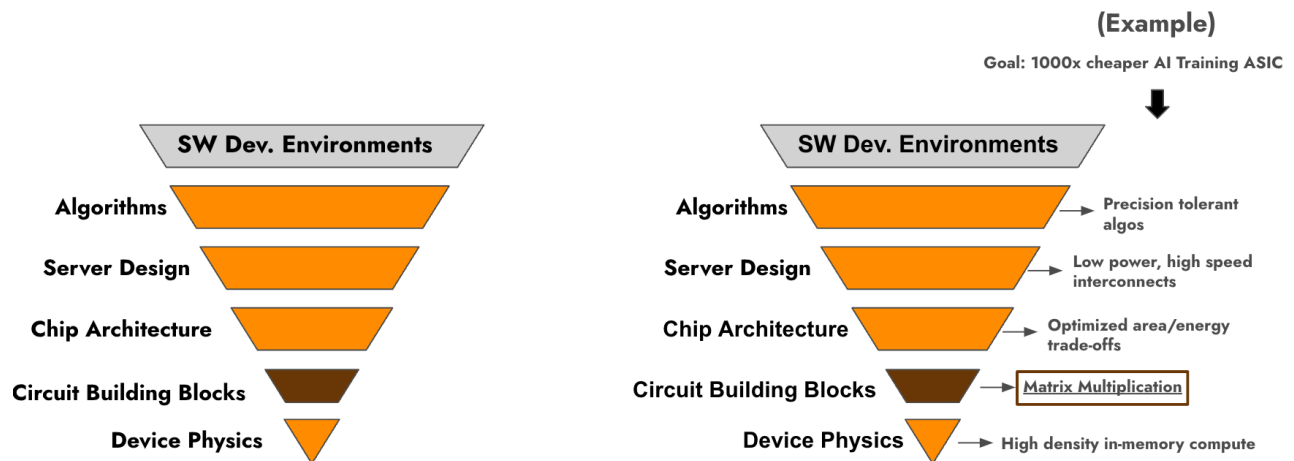 (Example)
Goal: 1000x cheaper AI Training ASIC
SW Dev. Environments
Algorithms
Server Design
Chip Architecture
Circuit Building Blocks
Device Physics
SW Dev. Environments
Algorithms
Precision tolerant
algos
Server Design
Low power, high speed
interconnects
Chip Architecture
Optimized area/energy
trade-offs
Circuit Building Blocks
Matrix Multiplication
Device Physics
High density in-memory compute